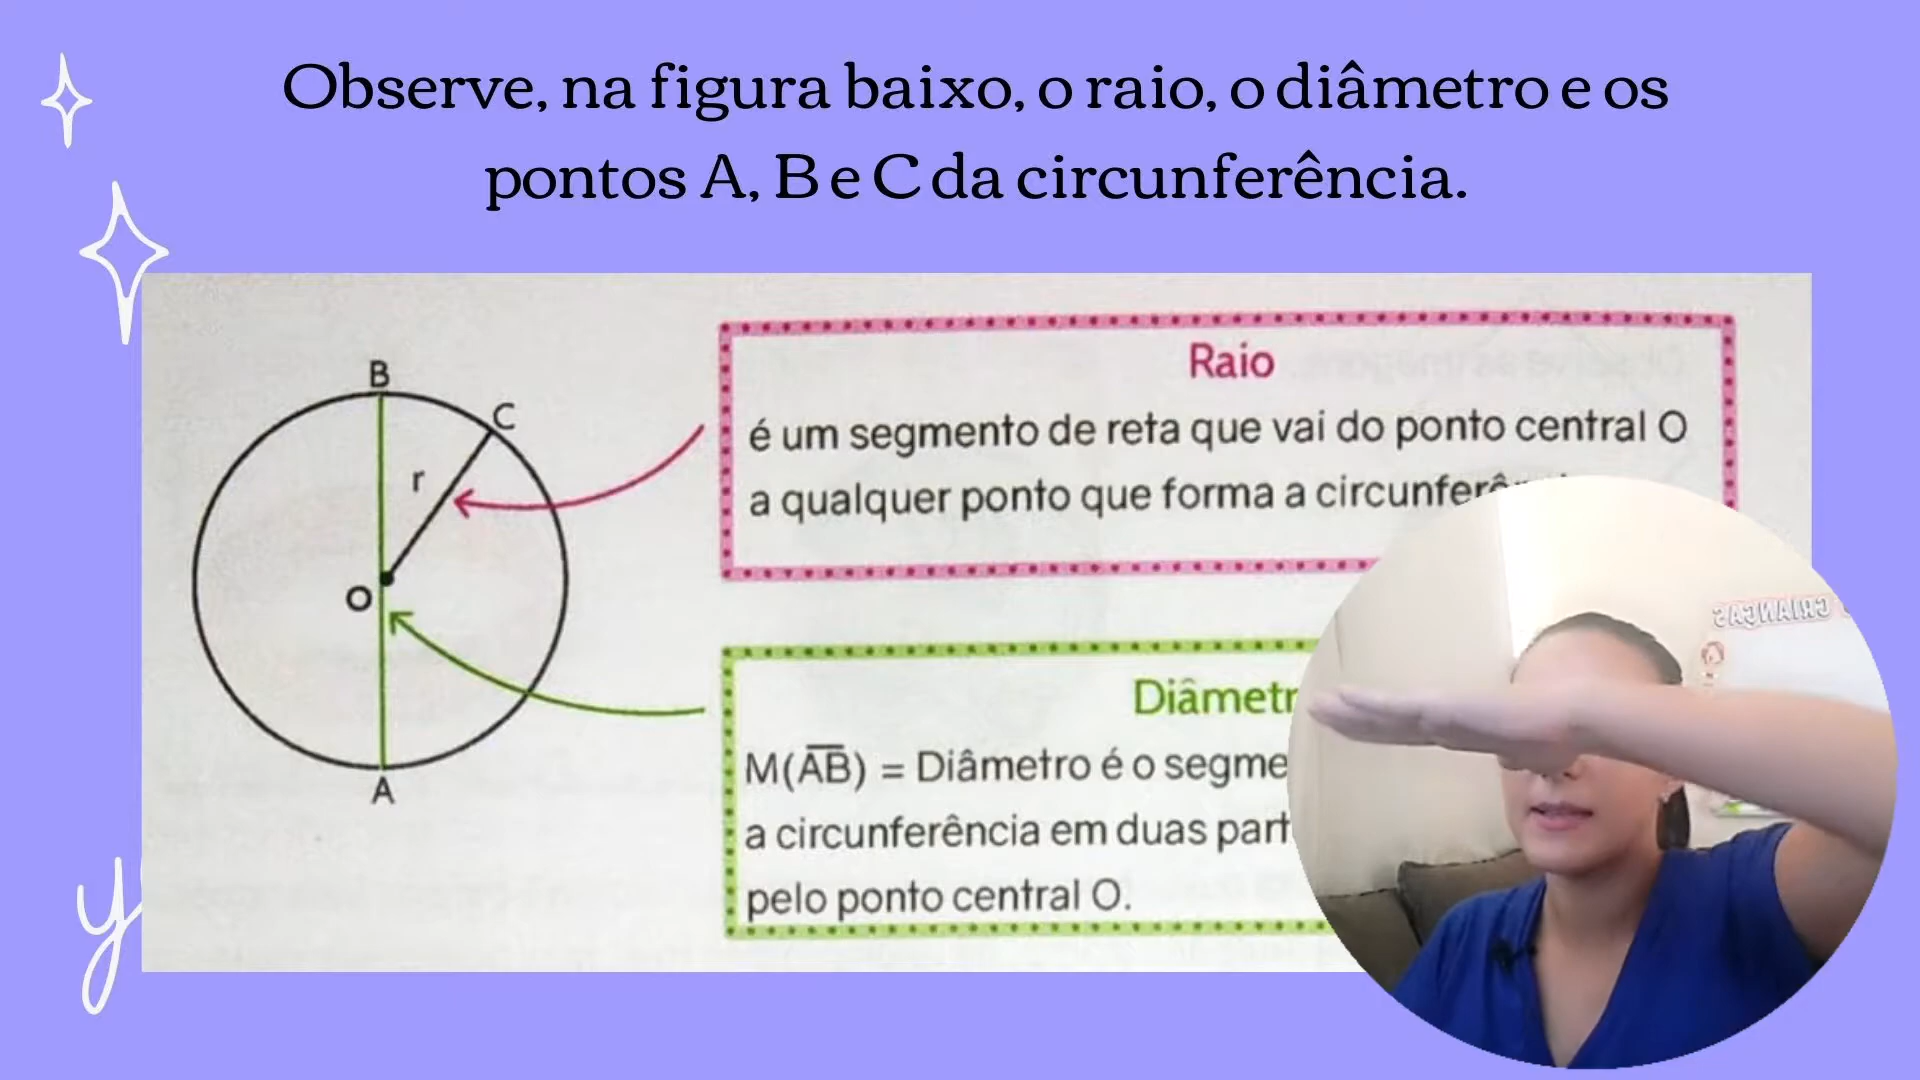 Observe, na figura baixo, o raio, o diâmetro e os
pontos A, B e C da circunferência.
B
C
r
O
A
Raio
é um segmento de reta que vai do ponto central O
a qualquer ponto que forma a
Diâmetr
M(A̅B̅) = Diâmetro é o segme
a circunferência em duas part
pelo ponto central O.
CRIANÇAS
y